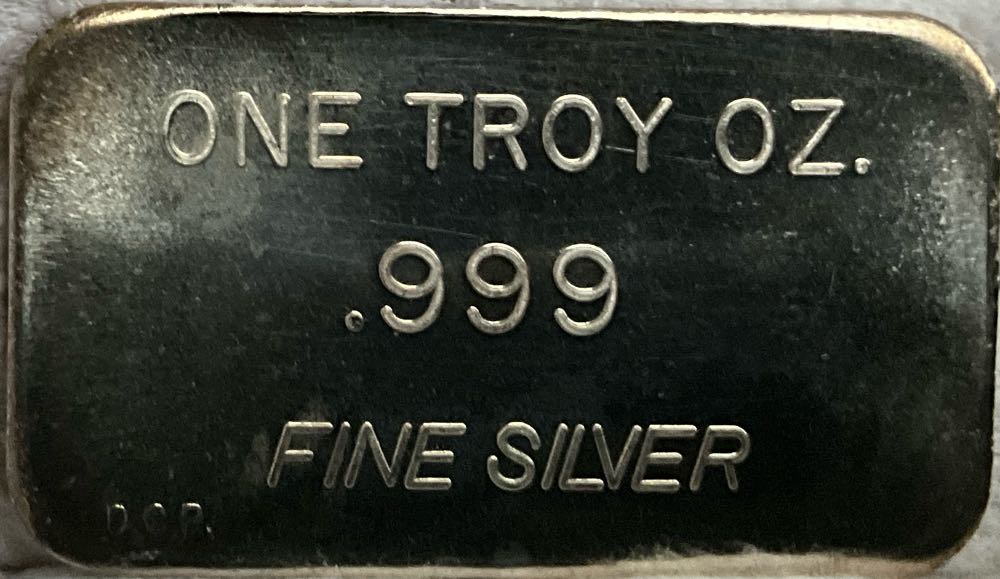 ONE TROY OZ.
.999
FINE SILVER
D.C.P.